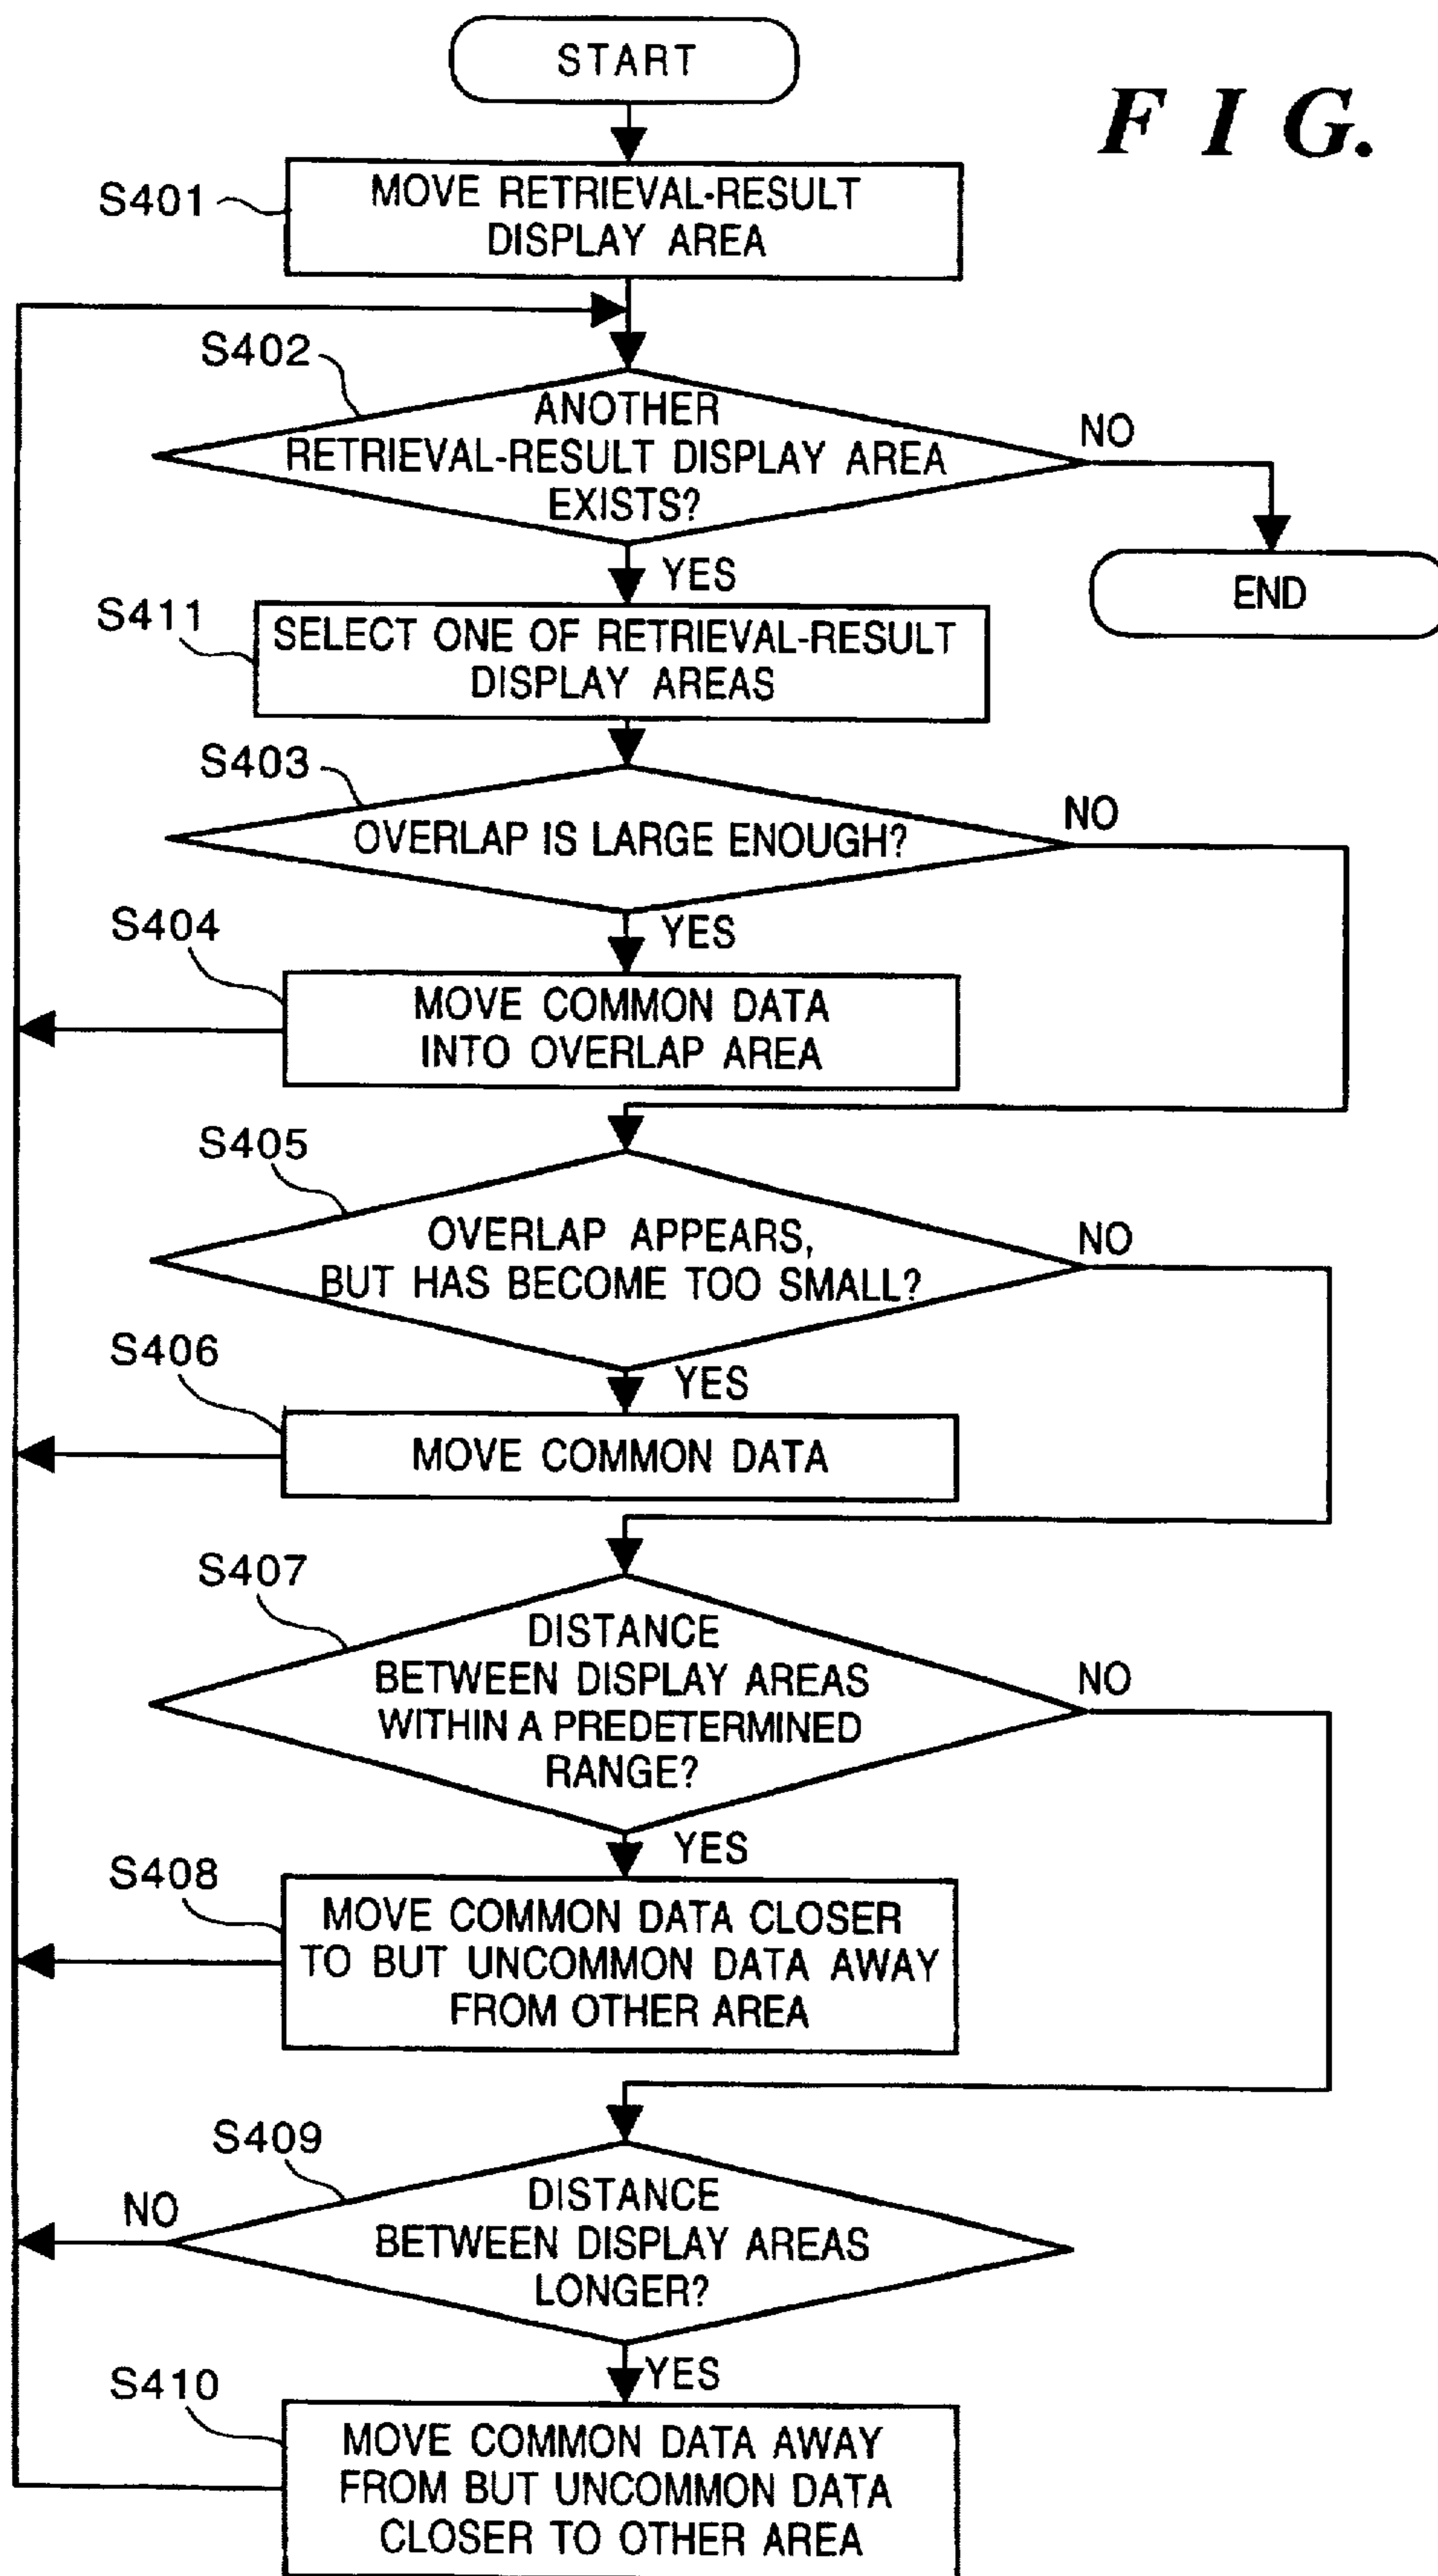 START
F I G.
S401
MOVE RETRIEVAL-RESULT
DISPLAY AREA
S402
ANOTHER
RETRIEVAL-RESULT DISPLAY AREA
EXISTS?
NO
YES
END
S411
SELECT ONE OF RETRIEVAL-RESULT
DISPLAY AREAS
S403
OVERLAP IS LARGE ENOUGH?
NO
YES
S404
MOVE COMMON DATA
INTO OVERLAP AREA
S405
OVERLAP APPEARS,
BUT HAS BECOME TOO SMALL?
NO
YES
S406
MOVE COMMON DATA
S407
DISTANCE
BETWEEN DISPLAY AREAS
WITHIN A PREDETERMINED
RANGE?
NO
YES
S408
MOVE COMMON DATA CLOSER
TO BUT UNCOMMON DATA AWAY
FROM OTHER AREA
S409
DISTANCE
BETWEEN DISPLAY AREAS
LONGER?
NO
YES
S410
MOVE COMMON DATA AWAY
FROM BUT UNCOMMON DATA
CLOSER TO OTHER AREA